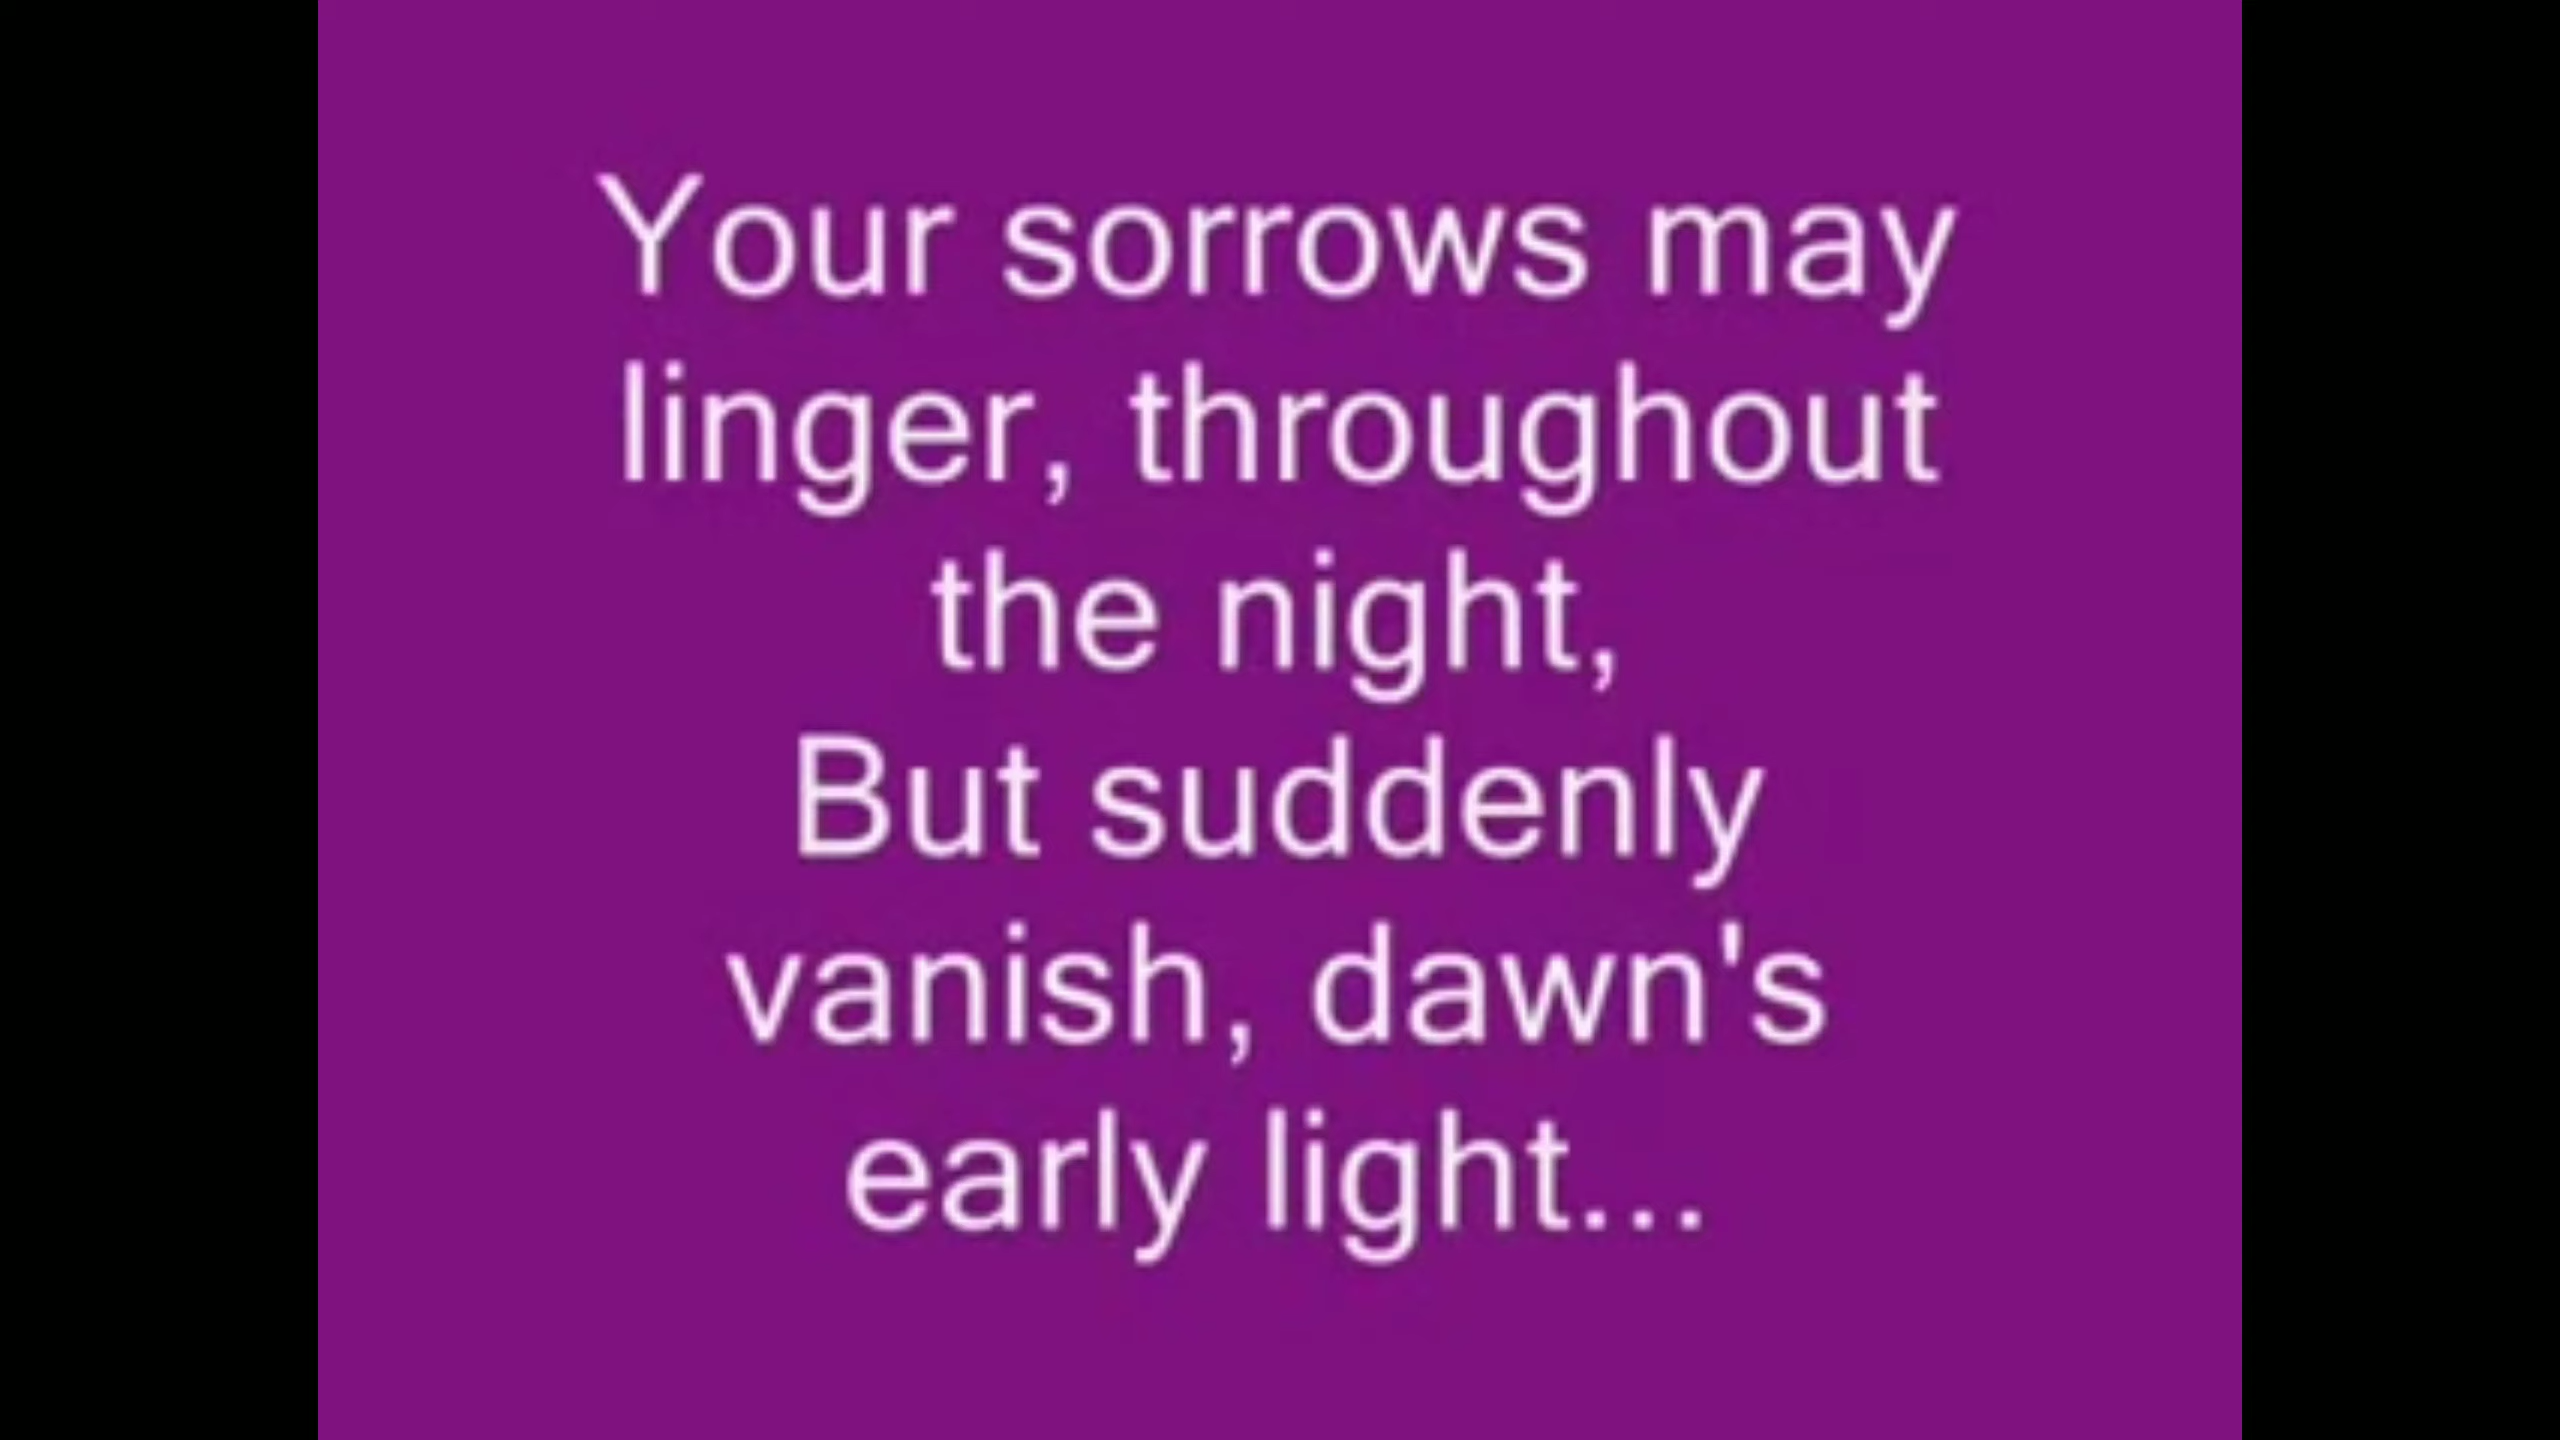 Your sorrows may
linger, throughout
the night,
But suddenly
vanish, dawn's
early light...